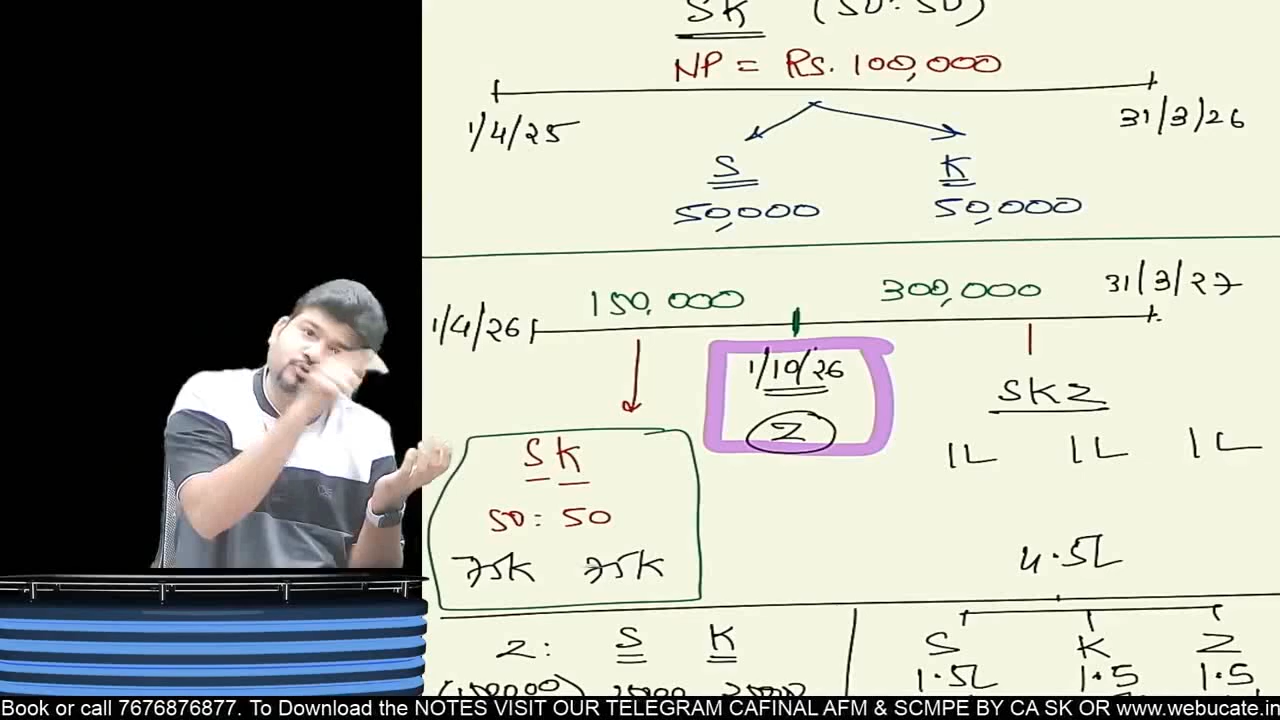 SK (50:50)
NP = Rs. 100,000
1/4/25 31/3/26
S K
50,000 50,000
1/4/26 150,000 300,000 31/3/27
1/10/26
Z
SKZ
1L 1L 1L
SK
50:50
75K 75K
4.5L
Z: S K
S K Z
1.5L 1.5 1.5
Book or call 7676876877. To Download the NOTES VISIT OUR TELEGRAM CAFINAL AFM & SCMPE BY CA SK OR www.webucate.in